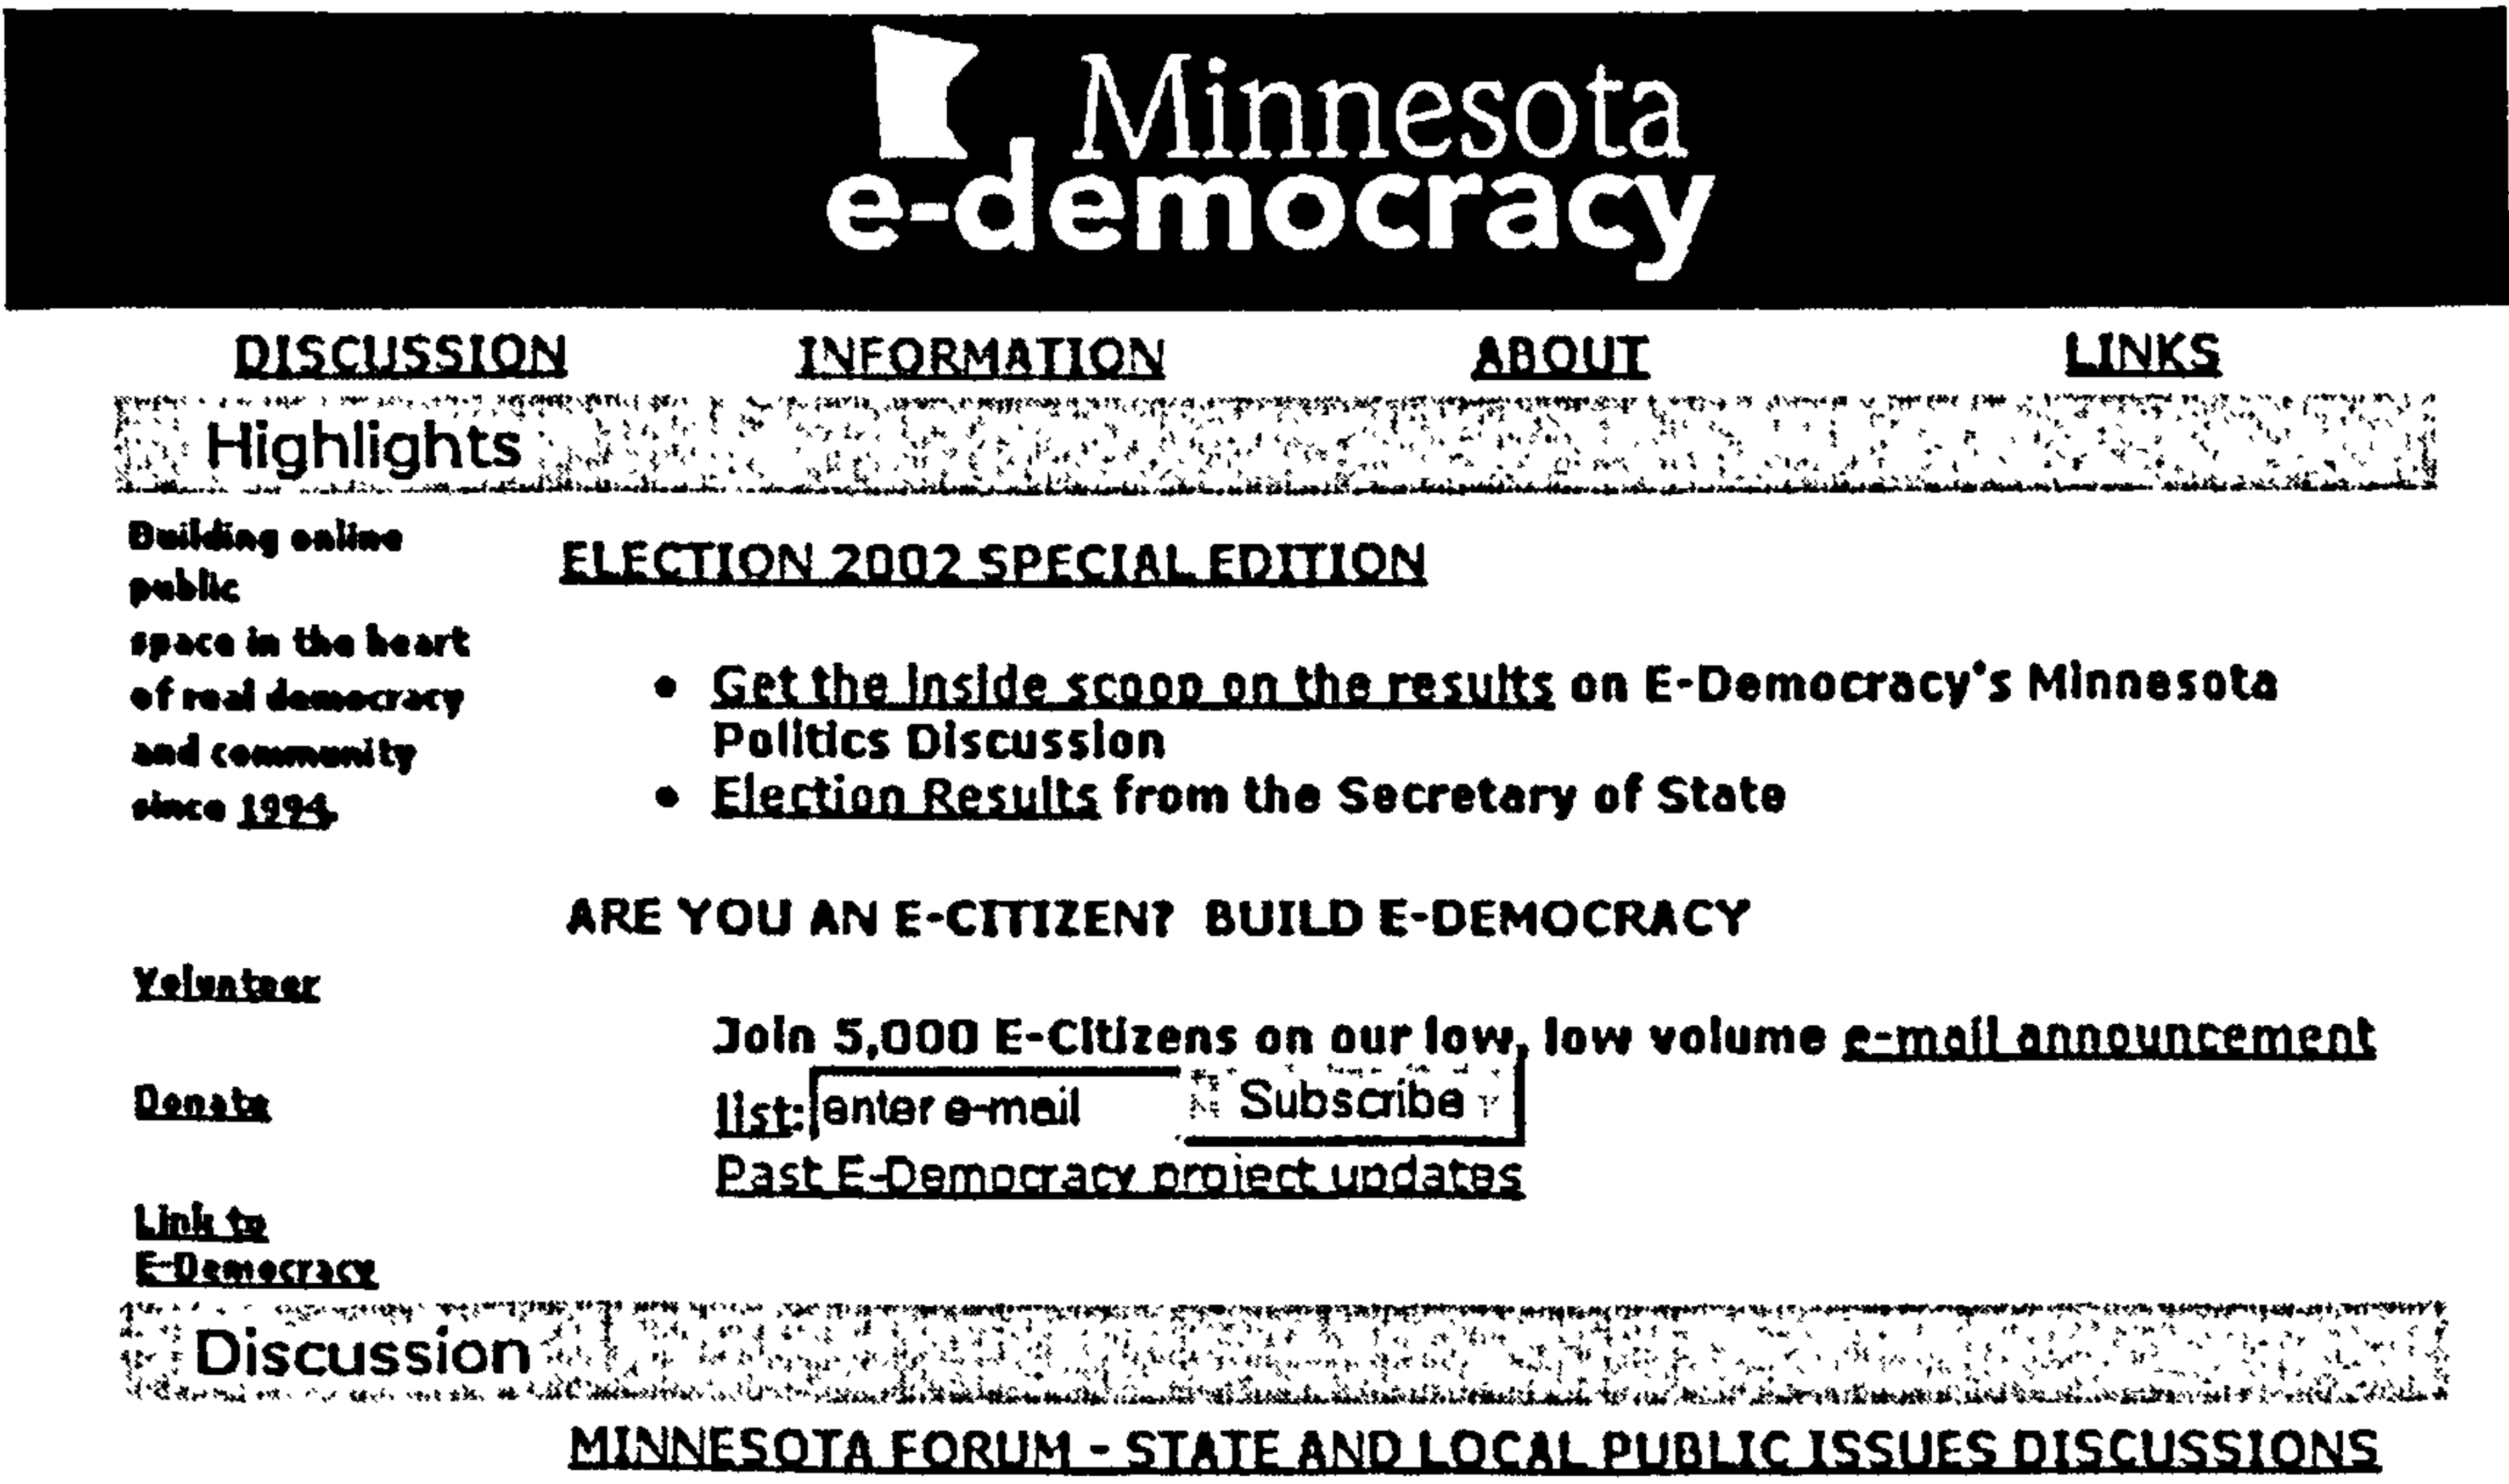 Minnesota
e-democracy
DISCUSSION INFORMATION ABOUT LINKS
Highlights
Building online
public
space in the heart
of real democracy
and community
since 1994.
Volunteer
Donate
Link to
E-Democracy
ELECTION 2002 SPECIAL EDITION
• Get the inside scoop on the results on E-Democracy's Minnesota
Politics Discussion
• Election Results from the Secretary of State
ARE YOU AN E-CITIZEN? BUILD E-DEMOCRACY
Join 5,000 E-Citizens on our low, low volume e-mail announcement
list: enter e-mail Subscribe
Past E-Democracy project updates
Discussion
MINNESOTA FORUM - STATE AND LOCAL PUBLIC ISSUES DISCUSSIONS